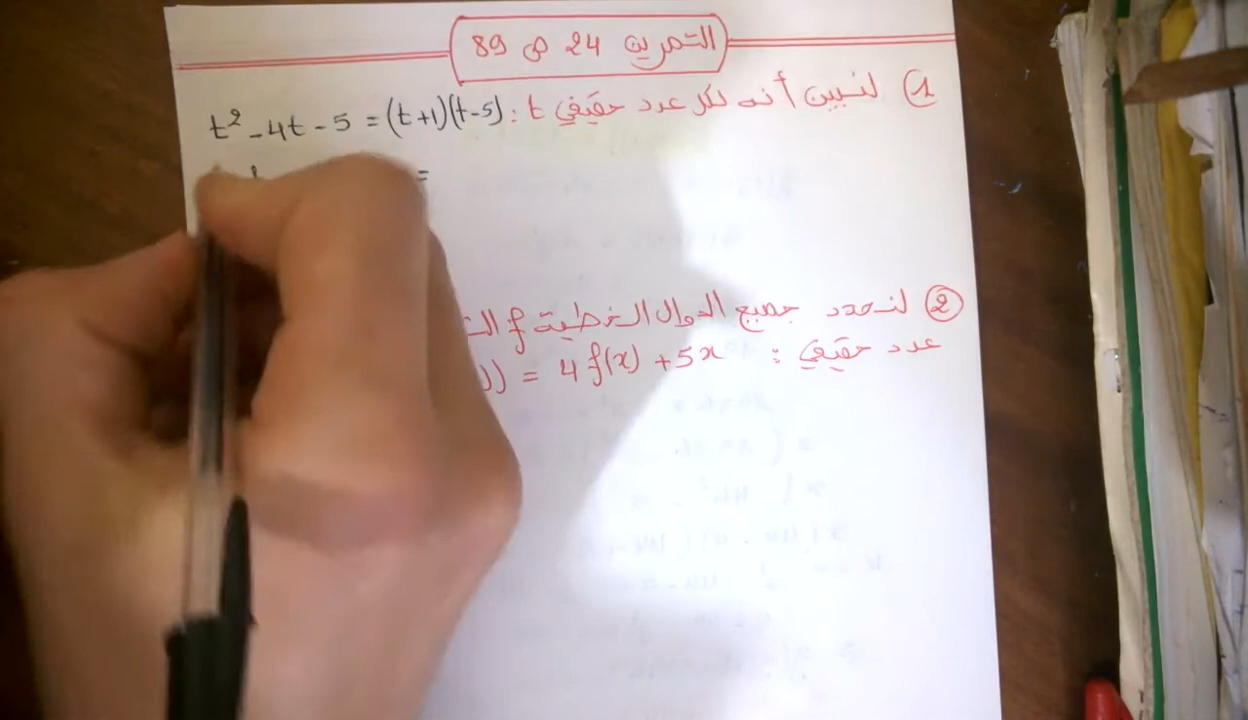 التمرين 24 ص 89
1) لنبين أنه لكل عدد حقيقي t : t² - 4t - 5 = (t+1)(t-5)
=
2) لنحدد جميع الدوال الخطية f
عدد حقيقي : )) = 4f(x) + 5x